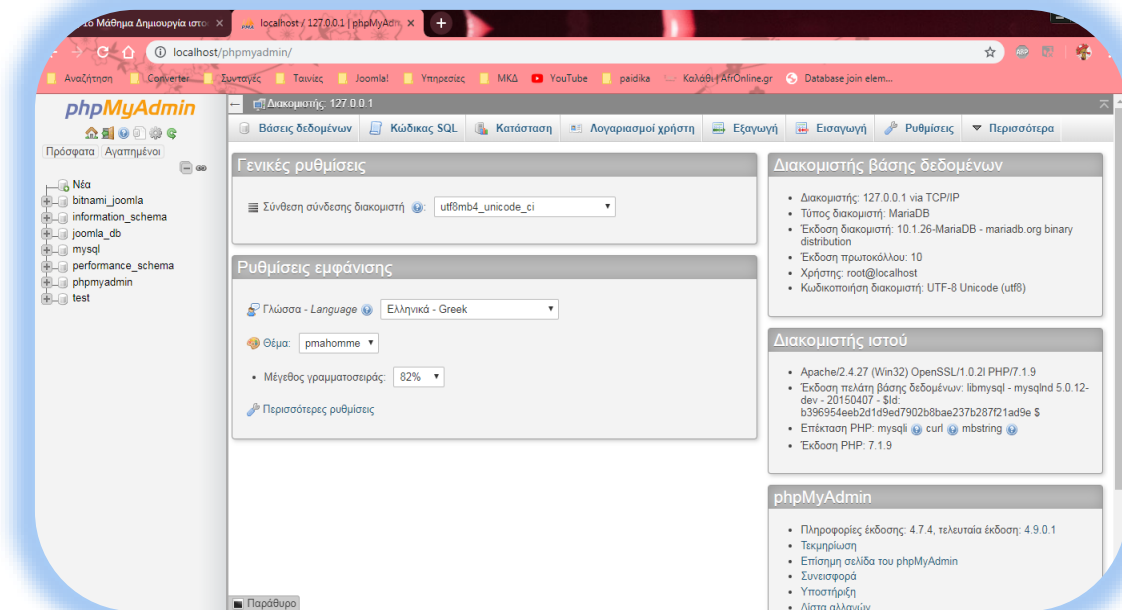 1ο Μάθημα Δημιουργία ιστο
localhost / 127.0.0.1 | phpMyAdm
localhost/phpmyadmin/
Αναζήτηση Converter Συνταγές Ταινίες Joomla! Υπηρεσίες ΜΚΔ YouTube paidika Καλάθι | AfrOnline.gr Database join elem...
phpMyAdmin
Πρόσφατα Αγαπημένοι
Νέα
bitnami_joomla
information_schema
joomla_db
mysql
performance_schema
phpmyadmin
test
Διακομιστής: 127.0.0.1
Βάσεις δεδομένων Κώδικας SQL Κατάσταση Λογαριασμοί χρήστη Εξαγωγή Εισαγωγή Ρυθμίσεις Περισσότερα
Γενικές ρυθμίσεις
Σύνθεση σύνδεσης διακομιστή : utf8mb4_unicode_ci
Ρυθμίσεις εμφάνισης
Γλώσσα - Language Ελληνικά - Greek
Θέμα: pmahomme
• Μέγεθος γραμματοσειράς: 82%
Περισσότερες ρυθμίσεις
Διακομιστής βάσης δεδομένων
• Διακομιστής: 127.0.0.1 via TCP/IP
• Τύπος διακομιστή: MariaDB
• Έκδοση διακομιστή: 10.1.26-MariaDB - mariadb.org binary
distribution
• Έκδοση πρωτοκόλλου: 10
• Χρήστης: root@localhost
• Κωδικοποίηση διακομιστή: UTF-8 Unicode (utf8)
Διακομιστής ιστού
• Apache/2.4.27 (Win32) OpenSSL/1.0.2l PHP/7.1.9
• Έκδοση πελάτη βάσης δεδομένων: libmysql - mysqlnd 5.0.12-
dev - 20150407 - $Id:
b396954eeb2d1d9ed7902b8bae237b287f21ad9e $
• Επέκταση PHP: mysqli curl mbstring
• Έκδοση PHP: 7.1.9
phpMyAdmin
• Πληροφορίες έκδοσης: 4.7.4, τελευταία έκδοση: 4.9.0.1
• Τεκμηρίωση
• Επίσημη σελίδα του phpMyAdmin
• Συνεισφορά
• Υποστήριξη
• Λίστα αλλαγών
Παράθυρο